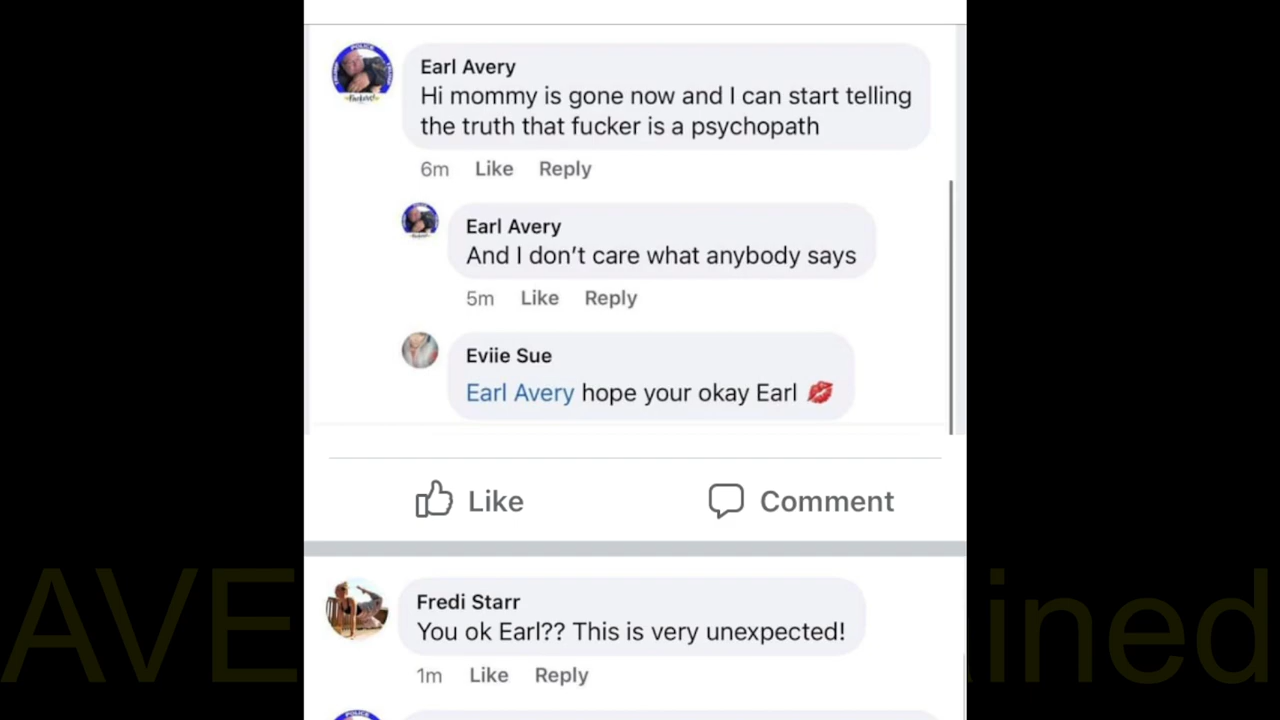 Earl Avery
Hi mommy is gone now and I can start telling
the truth that fucker is a psychopath
6m Like Reply
Earl Avery
And I don't care what anybody says
5m Like Reply
Eviie Sue
Earl Avery hope your okay Earl 💋
Like Comment
Fredi Starr
You ok Earl?? This is very unexpected!
1m Like Reply
POLICE